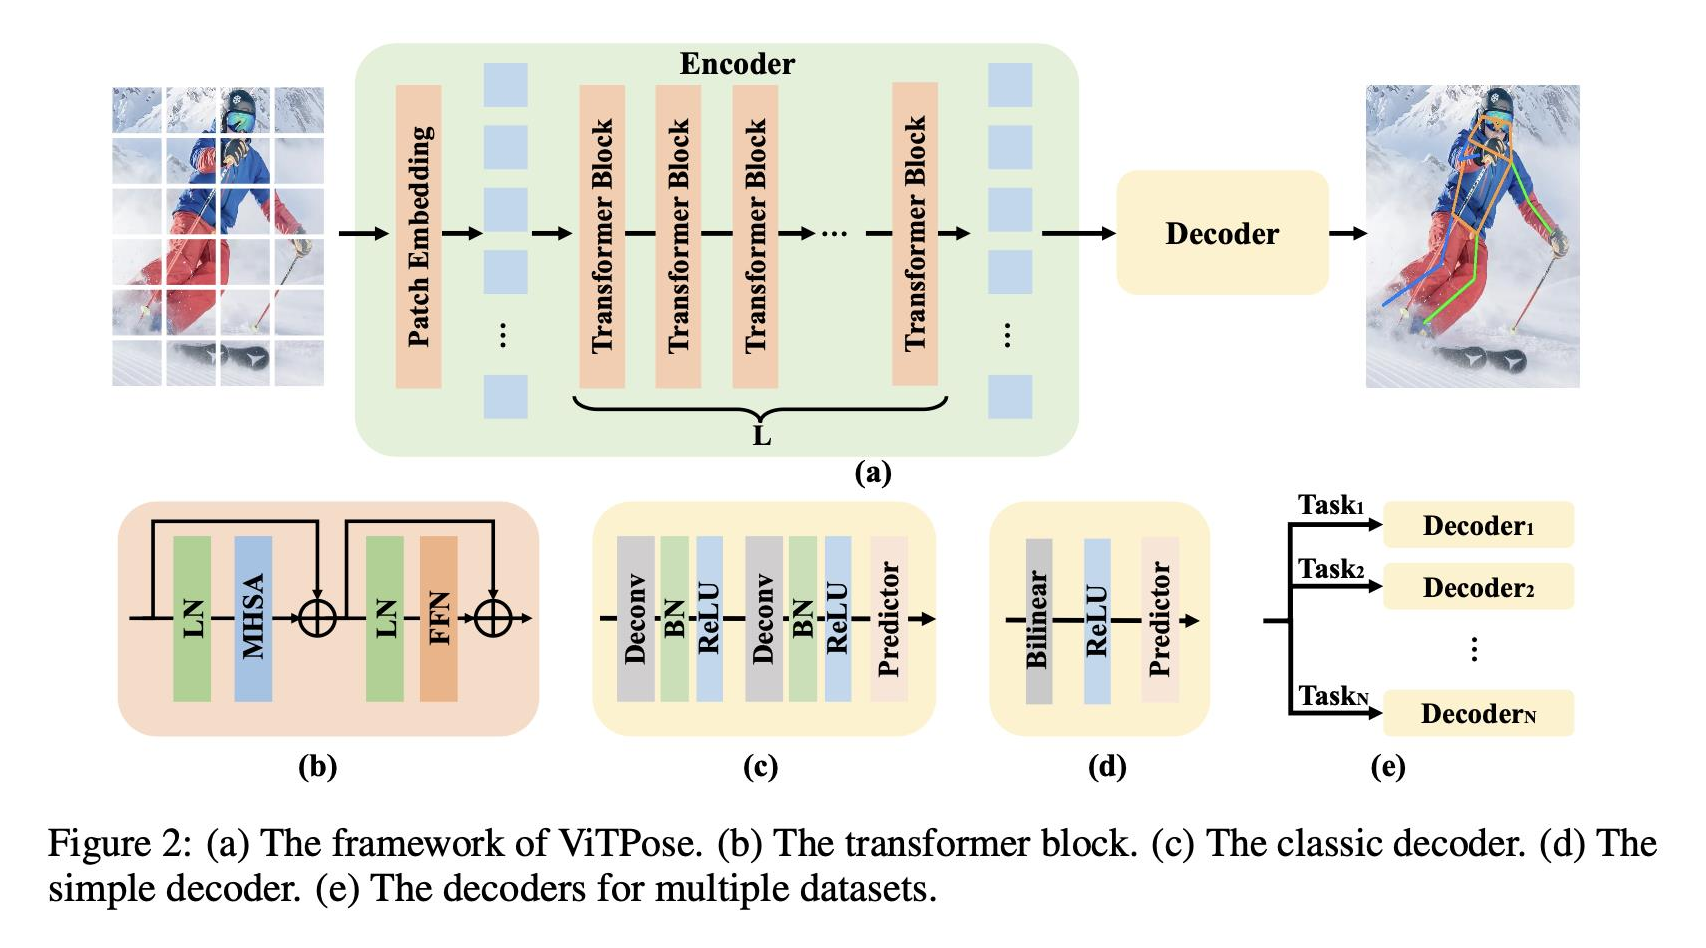 Encoder
Patch Embedding
Transformer Block
Transformer Block
Transformer Block
...
Transformer Block
...
...
L
Decoder
(a)
LN
MHSA
LN
FFN
(b)
Deconv
BN
ReLU
Deconv
BN
ReLU
Predictor
(c)
Bilinear
ReLU
Predictor
(d)
Task₁
Decoder₁
Task₂
Decoder₂
...
Task_N
Decoder_N
(e)
Figure 2: (a) The framework of ViTPose. (b) The transformer block. (c) The classic decoder. (d) The
simple decoder. (e) The decoders for multiple datasets.